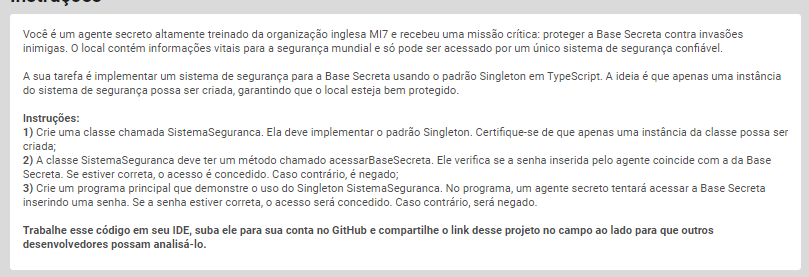 Instruções
Você é um agente secreto altamente treinado da organização inglesa MI7 e recebeu uma missão crítica: proteger a Base Secreta contra invasões
inimigas. O local contém informações vitais para a segurança mundial e só pode ser acessado por um único sistema de segurança confiável.
A sua tarefa é implementar um sistema de segurança para a Base Secreta usando o padrão Singleton em TypeScript. A ideia é que apenas uma instância
do sistema de segurança possa ser criada, garantindo que o local esteja bem protegido.
Instruções:
1) Crie uma classe chamada SistemaSeguranca. Ela deve implementar o padrão Singleton. Certifique-se de que apenas uma instância da classe possa ser
criada;
2) A classe SistemaSeguranca deve ter um método chamado acessarBaseSecreta. Ele verifica se a senha inserida pelo agente coincide com a da Base
Secreta. Se estiver correta, o acesso é concedido. Caso contrário, é negado;
3) Crie um programa principal que demonstre o uso do Singleton SistemaSeguranca. No programa, um agente secreto tentará acessar a Base Secreta
inserindo uma senha. Se a senha estiver correta, o acesso será concedido. Caso contrário, será negado.
Trabalhe esse código em seu IDE, suba ele para sua conta no GitHub e compartilhe o link desse projeto no campo ao lado para que outros
desenvolvedores possam analisá-lo.